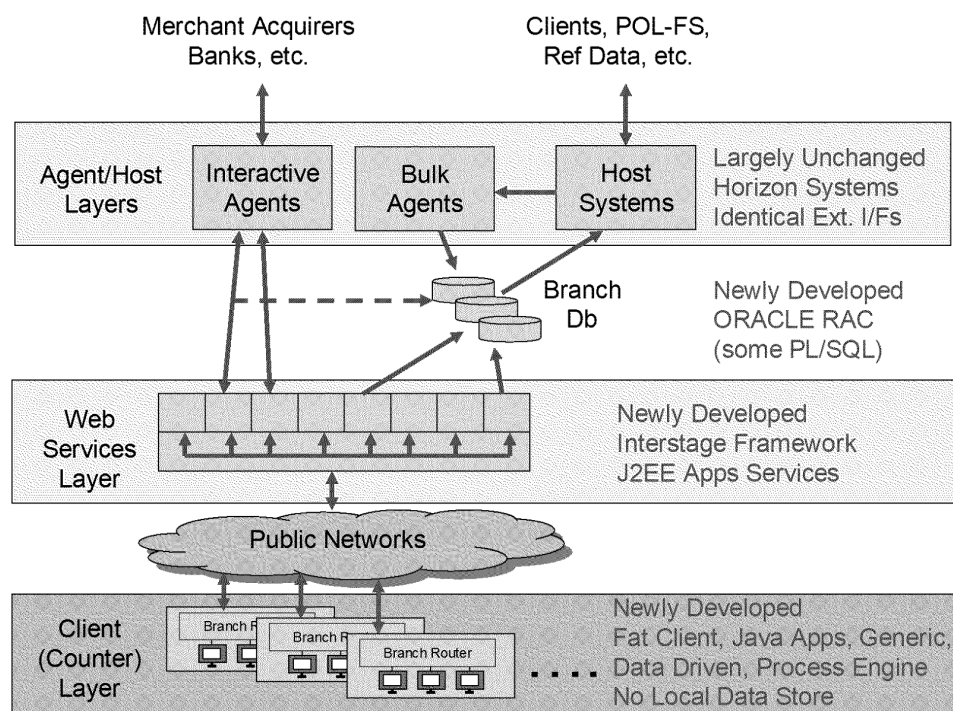 Merchant Acquirers
Banks, etc.
Clients, POL-FS,
Ref Data, etc.
Agent/Host
Layers
Interactive
Agents
Bulk
Agents
Host
Systems
Largely Unchanged
Horizon Systems
Identical Ext. I/Fs
Branch
Db
Newly Developed
ORACLE RAC
(some PL/SQL)
Web
Services
Layer
Newly Developed
Interstage Framework
J2EE Apps Services
Public Networks
Client
(Counter)
Layer
Branch R
Branch R
Branch Router
Newly Developed
Fat Client, Java Apps, Generic,
Data Driven, Process Engine
No Local Data Store